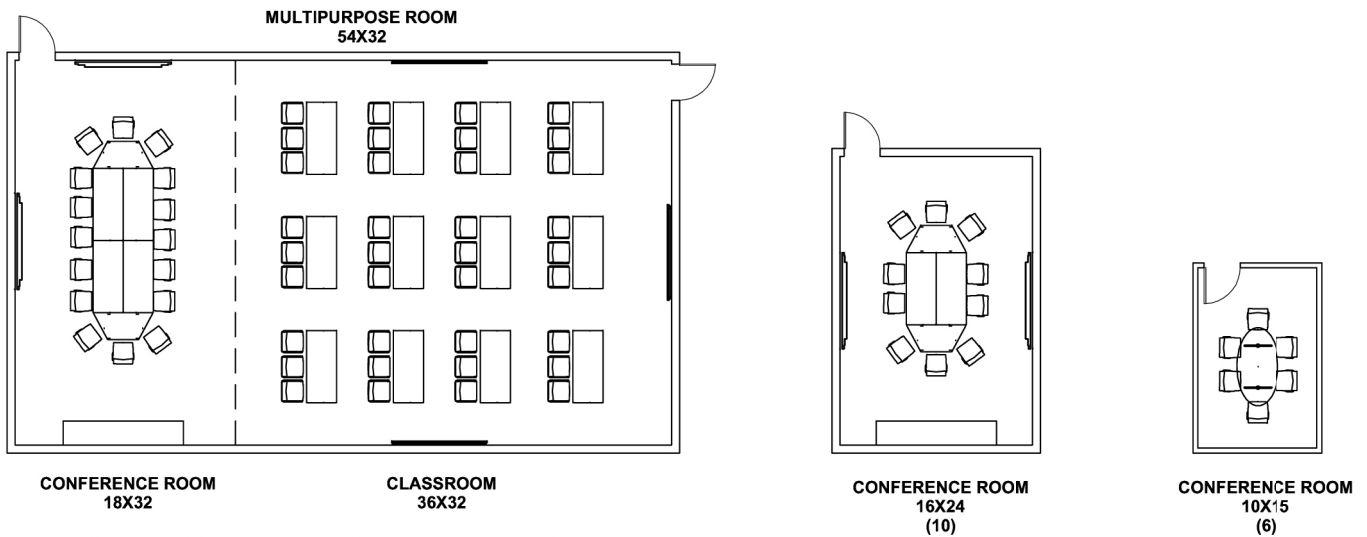 MULTIPURPOSE ROOM
54X32
CONFERENCE ROOM
18X32
CLASSROOM
36X32
CONFERENCE ROOM
16X24
(10)
CONFERENCE ROOM
10X15
(6)